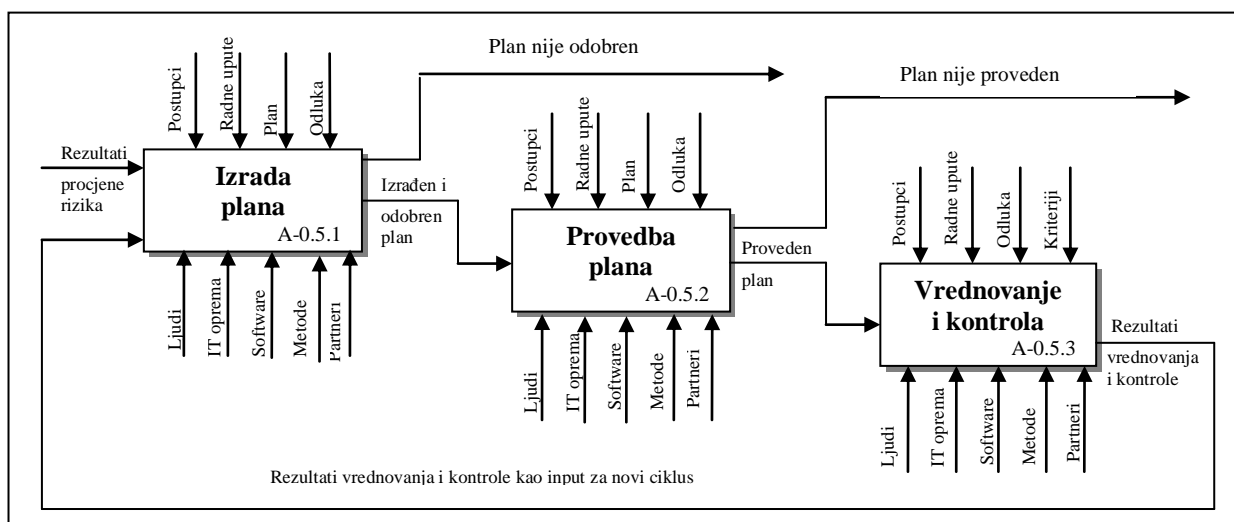 Plan nije odobren
Plan nije proveden
Postupci
Radne upute
Plan
Odluka
Rezultati
procjene
rizika
Izrada
plana
A-0.5.1
Izrađen i
odobren
plan
Ljudi
IT oprema
Software
Metode
Partneri
Postupci
Radne upute
Plan
Odluka
Provedba
plana
A-0.5.2
Proveden
plan
Ljudi
IT oprema
Software
Metode
Partneri
Postupci
Radne upute
Odluka
Kriteriji
Vrednovanje
i kontrola
A-0.5.3
Rezultati
vrednovanja
i kontrole
Ljudi
IT oprema
Software
Metode
Partneri
Rezultati vrednovanja i kontrole kao input za novi ciklus